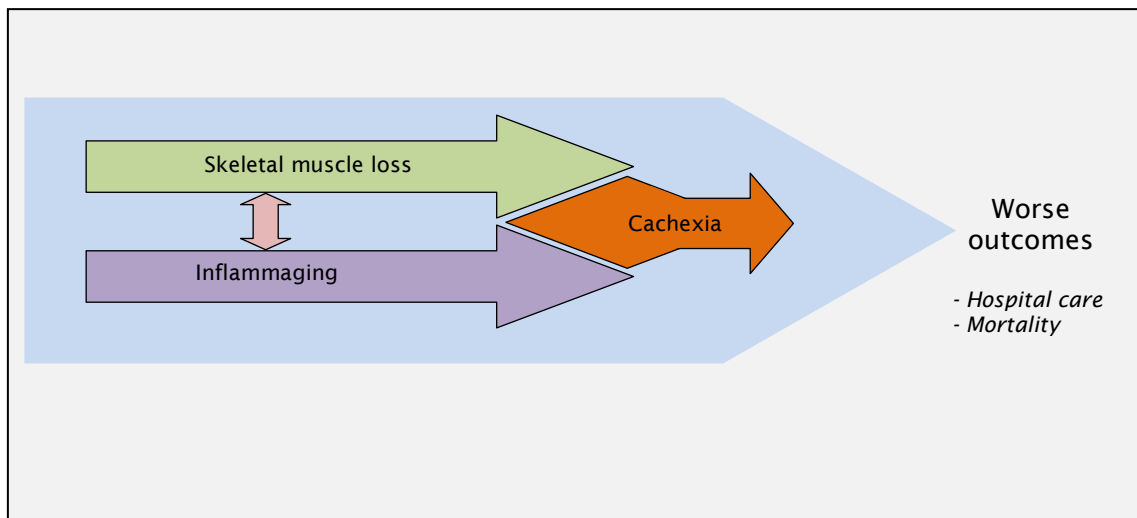 Skeletal muscle loss
Inflammaging
Cachexia
Worse
outcomes
- Hospital care
- Mortality